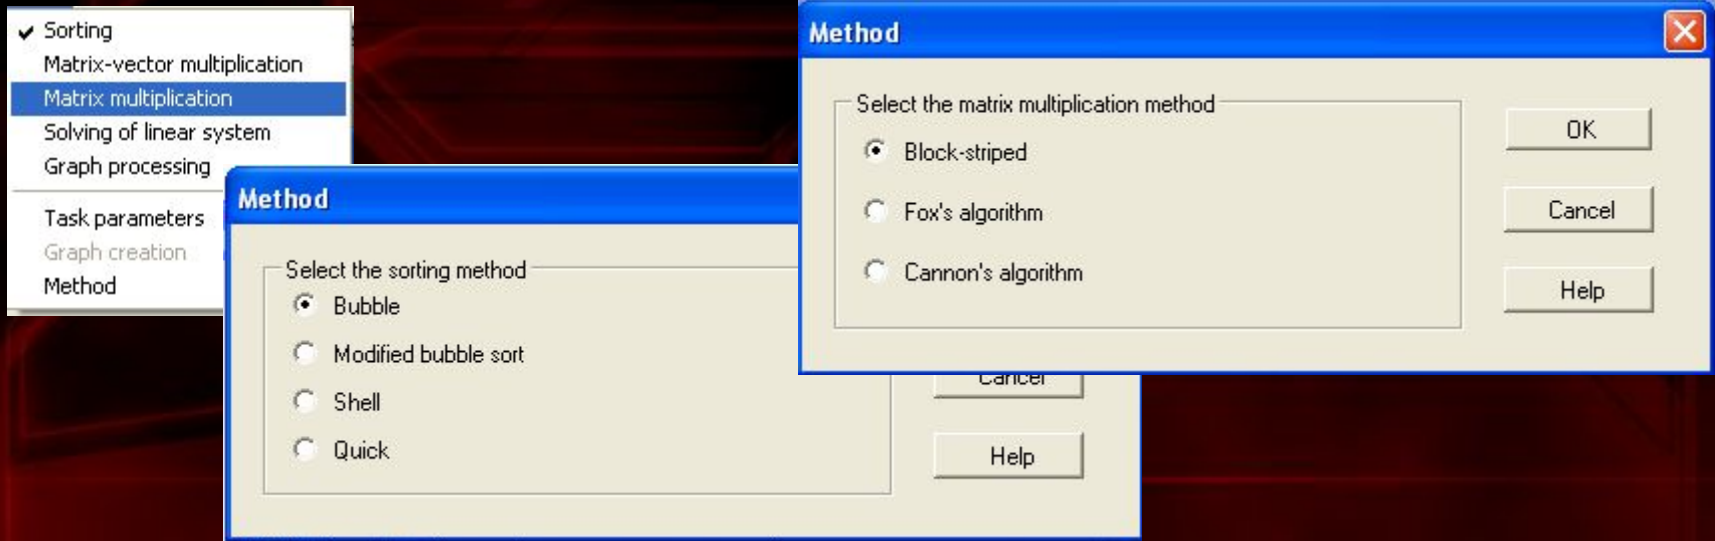 Sorting
Matrix-vector multiplication
Matrix multiplication
Solving of linear system
Graph processing
Task parameters
Graph creation
Method
Method
Select the sorting method
Bubble
Modified bubble sort
Shell
Quick
Cancel
Help
Method
Select the matrix multiplication method
Block-striped
Fox's algorithm
Cannon's algorithm
OK
Cancel
Help